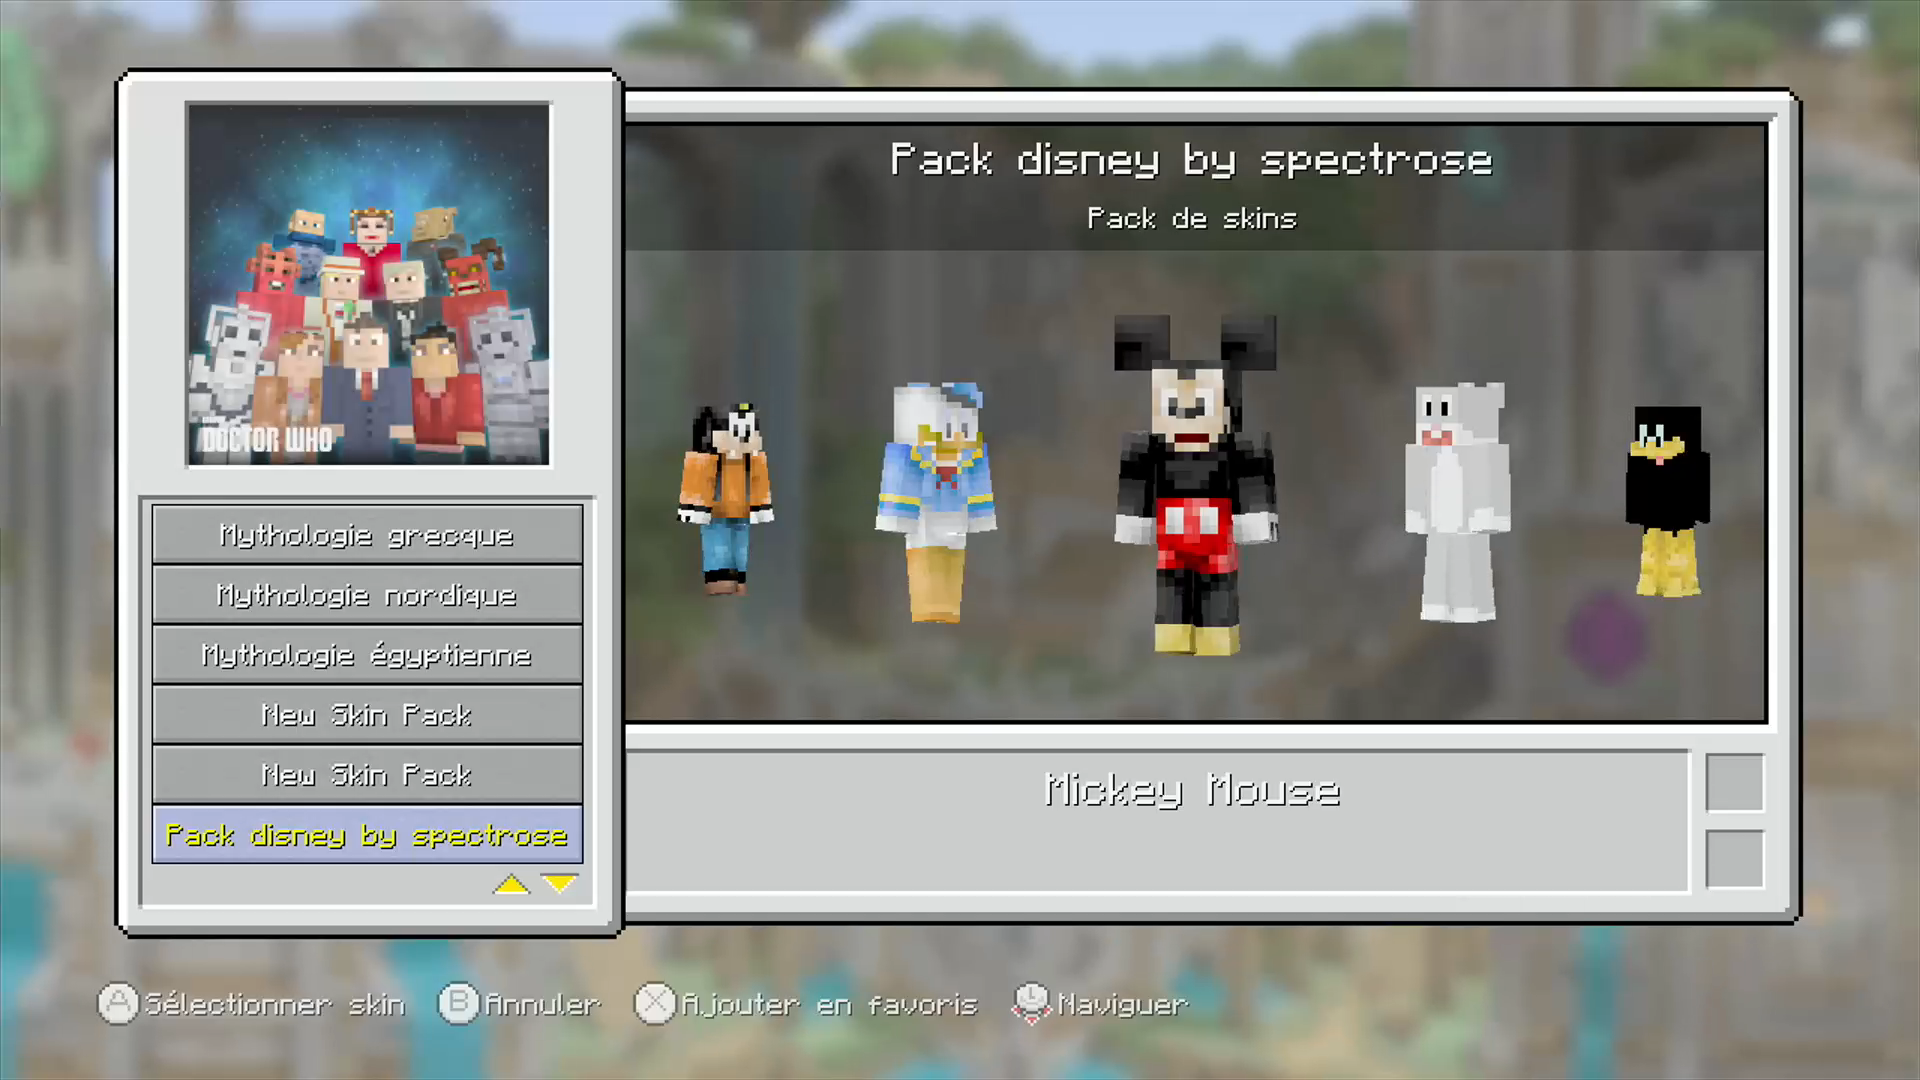 DOCTOR WHO
Mythologie grecque
Mythologie nordique
Mythologie égyptienne
New Skin Pack
New Skin Pack
Pack disney by spectrose
Pack disney by spectrose
Pack de skins
Mickey Mouse
A Sélectionner skin B Annuler X Ajouter en favoris L Naviguer